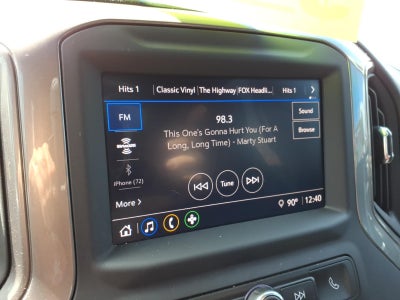 Hits 1 Classic Vinyl The Highway FOX Headli... Hits 1
FM
98.3
Sound
This One's Gonna Hurt You (For A
Long, Long Time) - Marty Stuart
Browse
iPhone (72)
Tune
More
90° 12:40